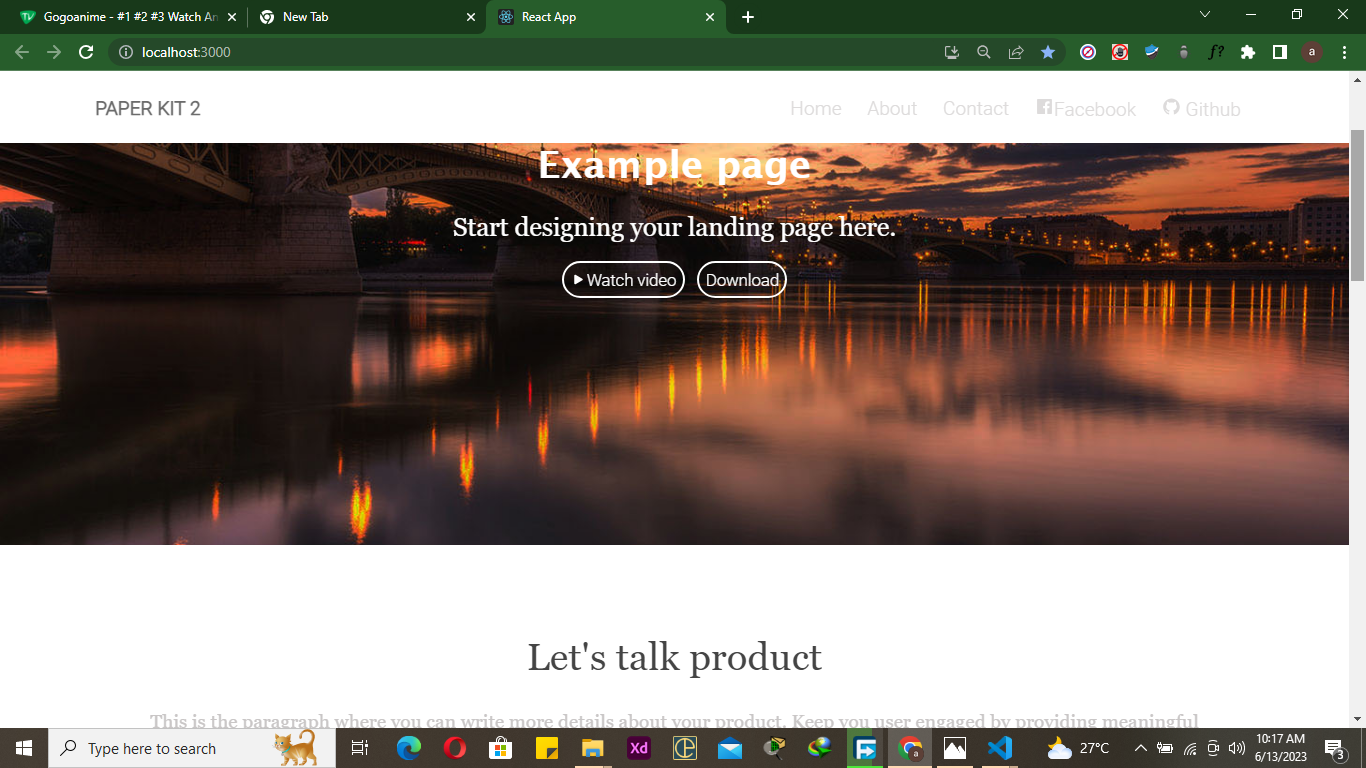 Gogoanime - #1 #2 #3 Watch An
New Tab
React App
localhost:3000
f?
a
PAPER KIT 2
Home
About
Contact
Facebook
Github
Example page
Start designing your landing page here.
Watch video
Download
Let's talk product
This is the paragraph where you can write more details about your product. Keep you user engaged by providing meaningful
Type here to search
Xd
a
27°C
10:17 AM
6/13/2023
3